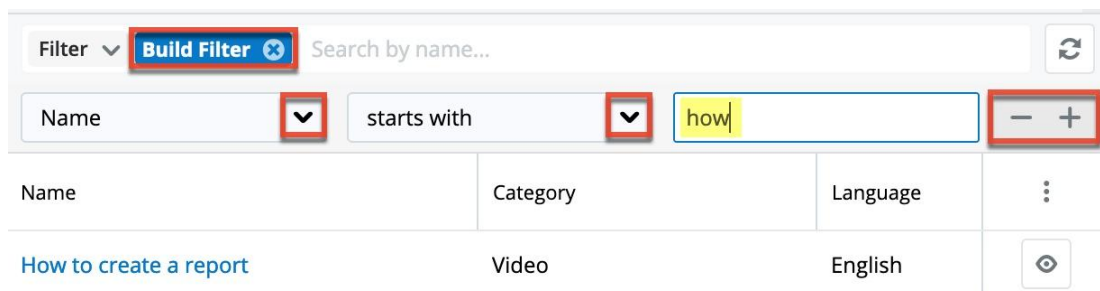 Filter Build Filter Search by name...
Name starts with how
Name Category Language
How to create a report Video English